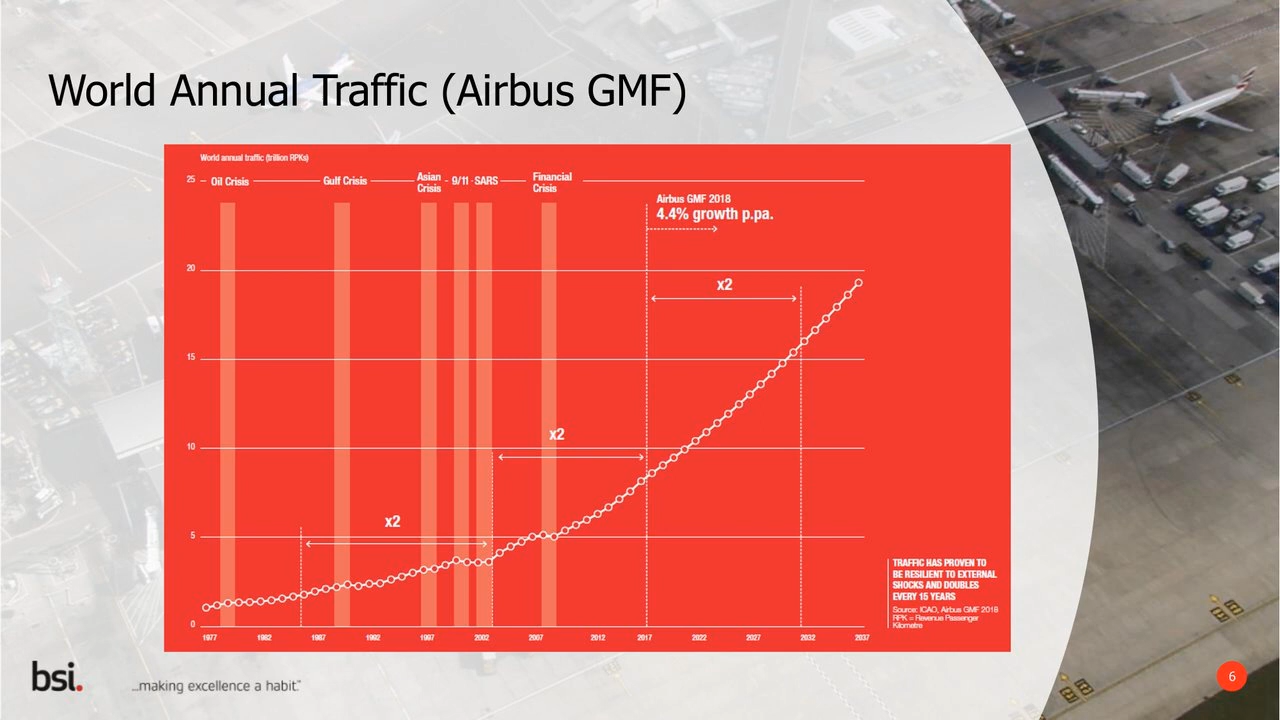 World Annual Traffic (Airbus GMF)
World annual traffic (trillion RPKs)
25
Oil Crisis
Gulf Crisis
Asian
Crisis
9/11
SARS
Financial
Crisis
Airbus GMF 2018
4.4% growth p.pa.
20
x2
15
x2
10
x2
5
TRAFFIC HAS PROVEN TO
BE RESILIENT TO EXTERNAL
SHOCKS AND DOUBLES
EVERY 15 YEARS
Source: ICAO, Airbus GMF 2018
RPK = Revenue Passenger
Kilometre
0
1977 1982 1987 1992 1997 2002 2007 2012 2017 2022 2027 2032 2037
bsi.
...making excellence a habit.™
6